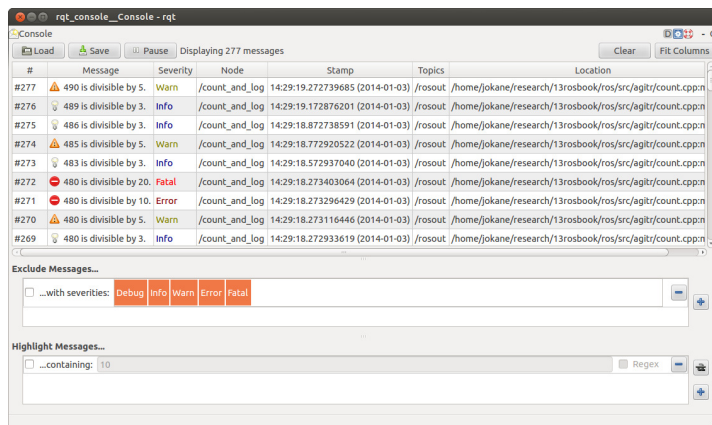 rqt_console__Console - rqt
Console
Load Save Pause Displaying 277 messages Clear Fit Columns
# Message Severity Node Stamp Topics Location
#277 490 is divisible by 5. Warn /count_and_log 14:29:19.272739685 (2014-01-03) /rosout /home/jokane/research/13rosbook/ros/src/agitr/count.cpp:m
#276 489 is divisible by 3. Info /count_and_log 14:29:19.172876201 (2014-01-03) /rosout /home/jokane/research/13rosbook/ros/src/agitr/count.cpp:m
#275 486 is divisible by 3. Info /count_and_log 14:29:18.872738591 (2014-01-03) /rosout /home/jokane/research/13rosbook/ros/src/agitr/count.cpp:m
#274 485 is divisible by 5. Warn /count_and_log 14:29:18.772920522 (2014-01-03) /rosout /home/jokane/research/13rosbook/ros/src/agitr/count.cpp:m
#273 483 is divisible by 3. Info /count_and_log 14:29:18.572937040 (2014-01-03) /rosout /home/jokane/research/13rosbook/ros/src/agitr/count.cpp:m
#272 480 is divisible by 20. Fatal /count_and_log 14:29:18.273403064 (2014-01-03) /rosout /home/jokane/research/13rosbook/ros/src/agitr/count.cpp:m
#271 480 is divisible by 10. Error /count_and_log 14:29:18.273296429 (2014-01-03) /rosout /home/jokane/research/13rosbook/ros/src/agitr/count.cpp:m
#270 480 is divisible by 5. Warn /count_and_log 14:29:18.273116446 (2014-01-03) /rosout /home/jokane/research/13rosbook/ros/src/agitr/count.cpp:m
#269 480 is divisible by 3. Info /count_and_log 14:29:18.272933619 (2014-01-03) /rosout /home/jokane/research/13rosbook/ros/src/agitr/count.cpp:m
Exclude Messages...
...with severities: Debug Info Warn Error Fatal
Highlight Messages...
...containing: 10 Regex